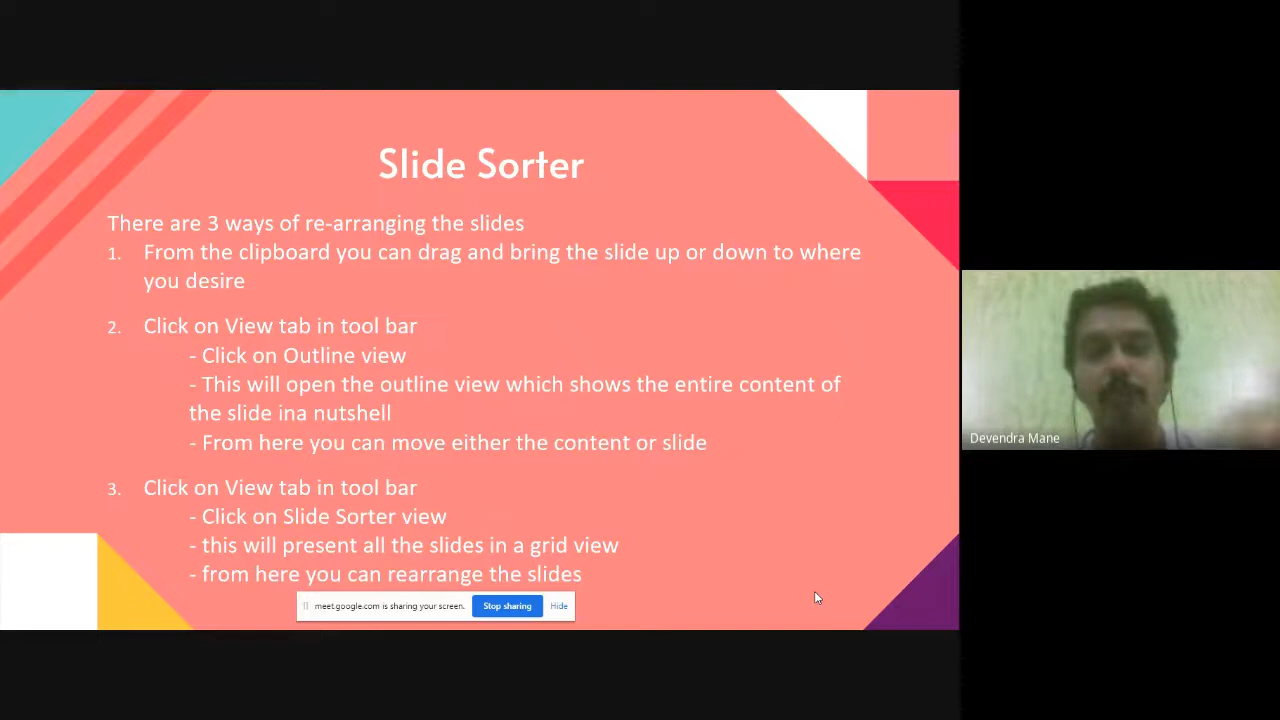 Slide Sorter
There are 3 ways of re-arranging the slides
1. From the clipboard you can drag and bring the slide up or down to where
you desire
2. Click on View tab in tool bar
- Click on Outline view
- This will open the outline view which shows the entire content of
the slide ina nutshell
- From here you can move either the content or slide
3. Click on View tab in tool bar
- Click on Slide Sorter view
- this will present all the slides in a grid view
- from here you can rearrange the slides
meet.google.com is sharing your screen. Stop sharing Hide
Devendra Mane